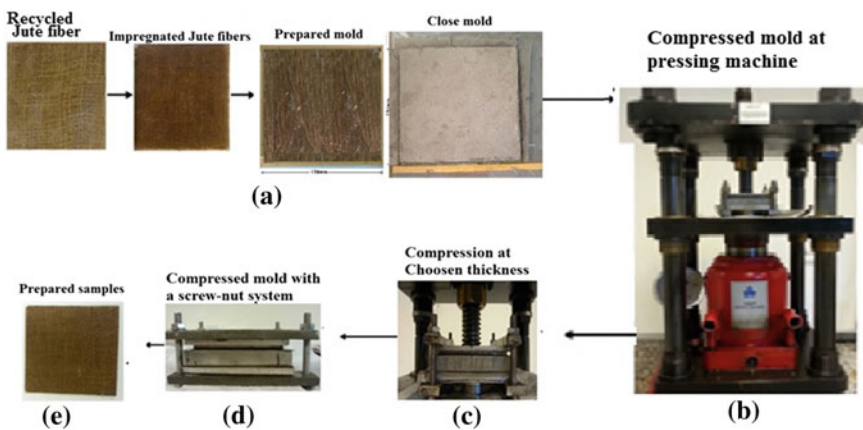 Recycled
Jute fiber
Impregnated Jute fibers
Prepared mold
Close mold
Compressed mold at
pressing machine
(a)
Compression at
Choosen thickness
Compressed mold with
a screw-nut system
Prepared samples
(e)
(d)
(c)
(b)